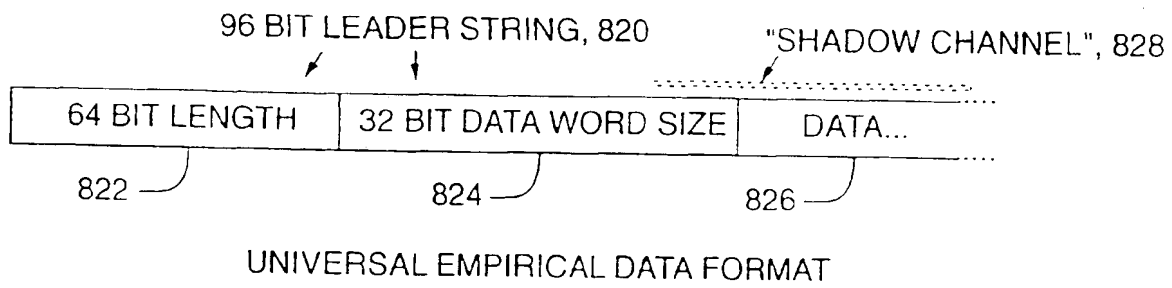 96 BIT LEADER STRING, 820
"SHADOW CHANNEL", 828
64 BIT LENGTH
32 BIT DATA WORD SIZE
DATA...
822
824
826
UNIVERSAL EMPIRICAL DATA FORMAT